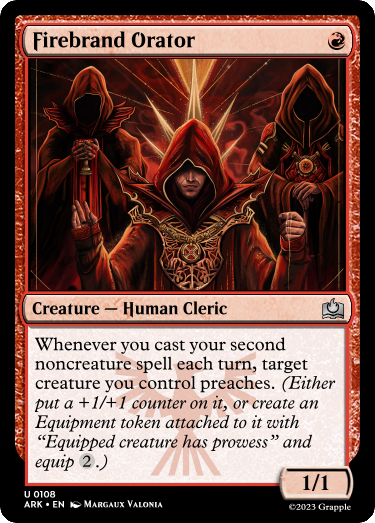 Firebrand Orator
Creature — Human Cleric
Whenever you cast your second
noncreature spell each turn, target
creature you control preaches. (Either
put a +1/+1 counter on it, or create an
Equipment token attached to it with
“Equipped creature has prowess” and
equip 2.)
1/1
U 0108
ARK • EN Margaux Valonia
©2023 Grapple